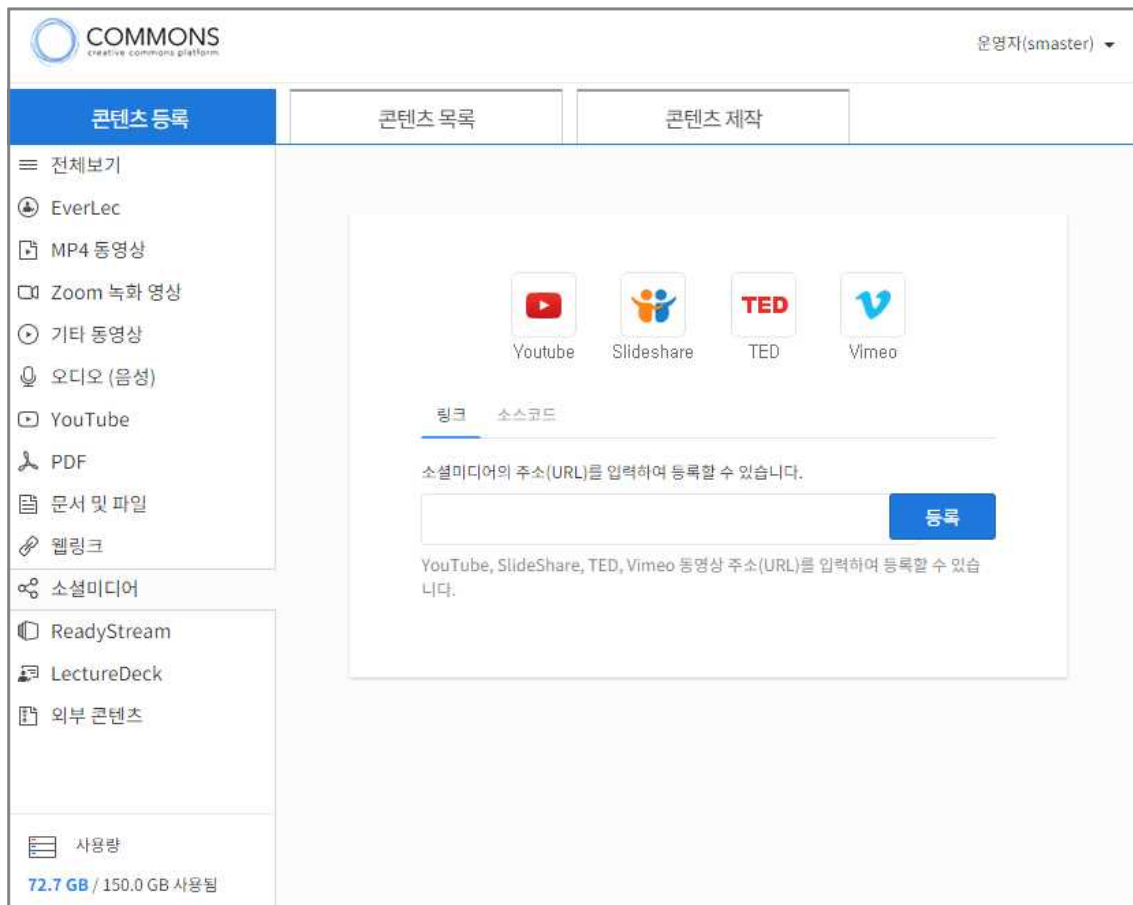 COMMONS
creative commons platform
운영자(smaster)
콘텐츠 등록
콘텐츠 목록
콘텐츠 제작
전체보기
EverLec
MP4 동영상
Zoom 녹화 영상
기타 동영상
오디오 (음성)
YouTube
PDF
문서 및 파일
웹링크
소셜미디어
ReadyStream
LectureDeck
외부 콘텐츠
사용량
72.7 GB / 150.0 GB 사용됨
TED
Youtube Slideshare TED Vimeo
링크 소스코드
소셜미디어의 주소(URL)를 입력하여 등록할 수 있습니다.
등록
YouTube, SlideShare, TED, Vimeo 동영상 주소(URL)를 입력하여 등록할 수 있습
니다.